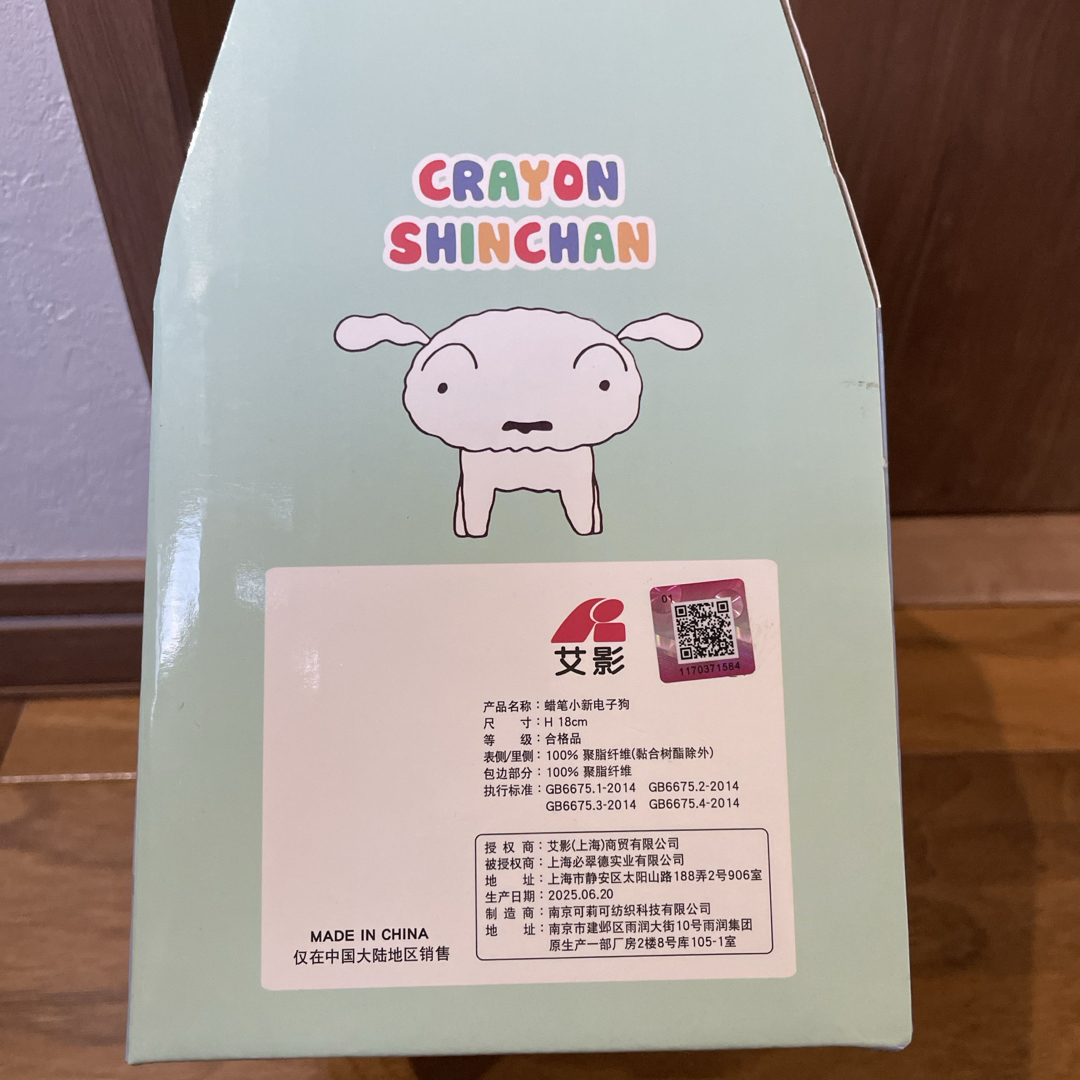 CRAYON
SHINCHAN
艾影
01
1170371584
产品名称：蜡笔小新电子狗
尺 寸：H 18cm
等 级：合格品
表侧/里侧：100% 聚脂纤维(黏合树酯除外)
包边部分：100% 聚脂纤维
执行标准：GB6675.1-2014 GB6675.2-2014
GB6675.3-2014 GB6675.4-2014
授 权 商：艾影(上海)商贸有限公司
被授权商：上海必翠德实业有限公司
地 址：上海市静安区太阳山路188弄2号906室
生产日期：2025.06.20
制 造 商：南京可莉可纺织科技有限公司
地 址：南京市建邺区雨润大街10号雨润集团
原生产一部厂房2楼8号库105-1室
MADE IN CHINA
仅在中国大陆地区销售